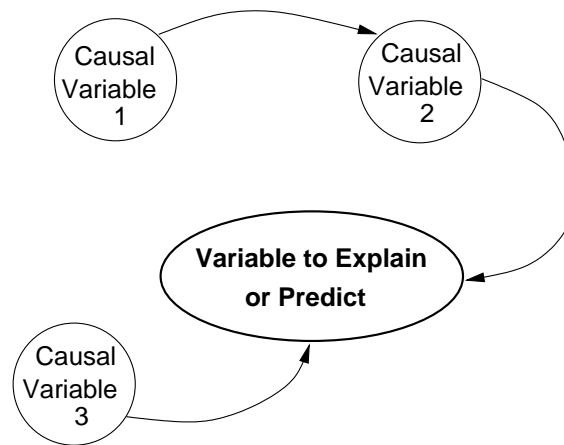 Causal
Variable
1
Causal
Variable
2
Variable to Explain
or Predict
Causal
Variable
3